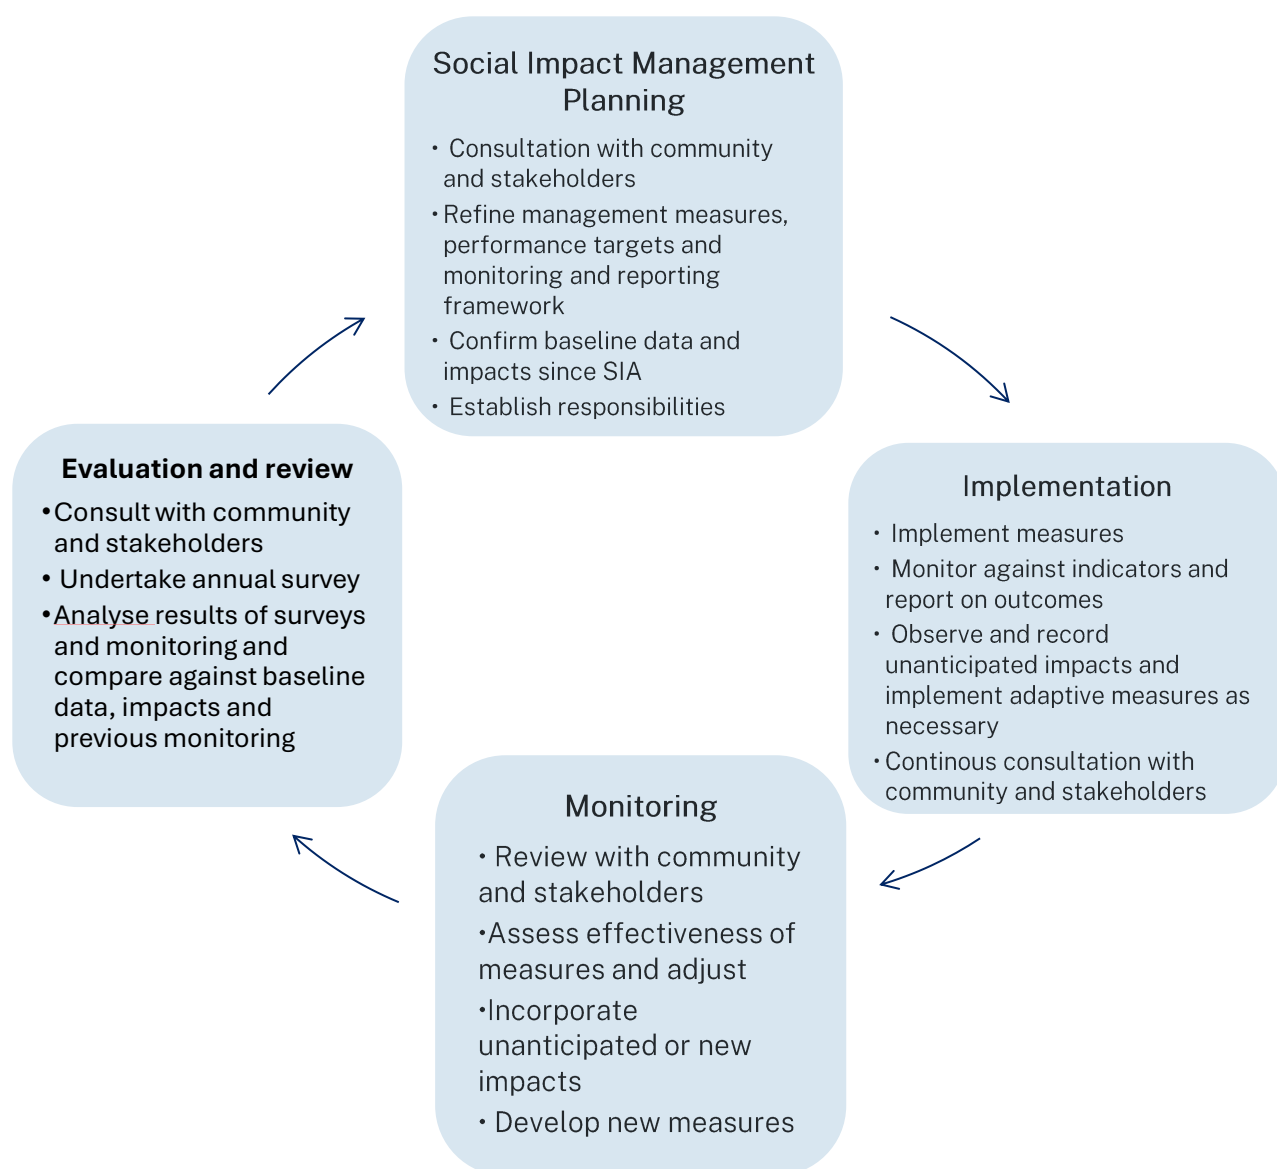 Social Impact Management
Planning
• Consultation with community
and stakeholders
• Refine management measures,
performance targets and
monitoring and reporting
framework
• Confirm baseline data and
impacts since SIA
• Establish responsibilities
Implementation
• Implement measures
• Monitor against indicators and
report on outcomes
• Observe and record
unanticipated impacts and
implement adaptive measures as
necessary
• Continous consultation with
community and stakeholders
Monitoring
• Review with community
and stakeholders
•Assess effectiveness of
measures and adjust
•Incorporate
unanticipated or new
impacts
• Develop new measures
Evaluation and review
•Consult with community
and stakeholders
• Undertake annual survey
•Analyse results of surveys
and monitoring and
compare against baseline
data, impacts and
previous monitoring